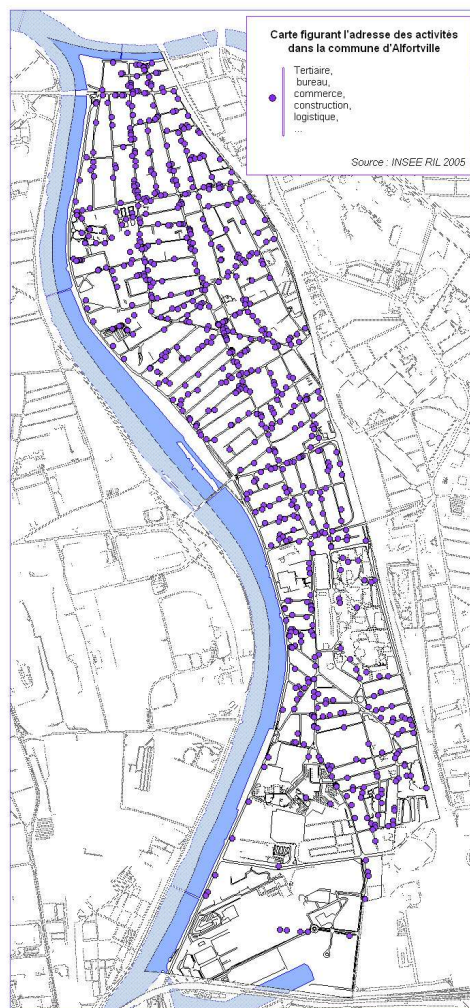 Carte figurant l'adresse des activités
dans la commune d'Alfortville
Tertiaire,
bureau,
commerce,
construction,
logistique,
...
Source : INSEE RIL 2005